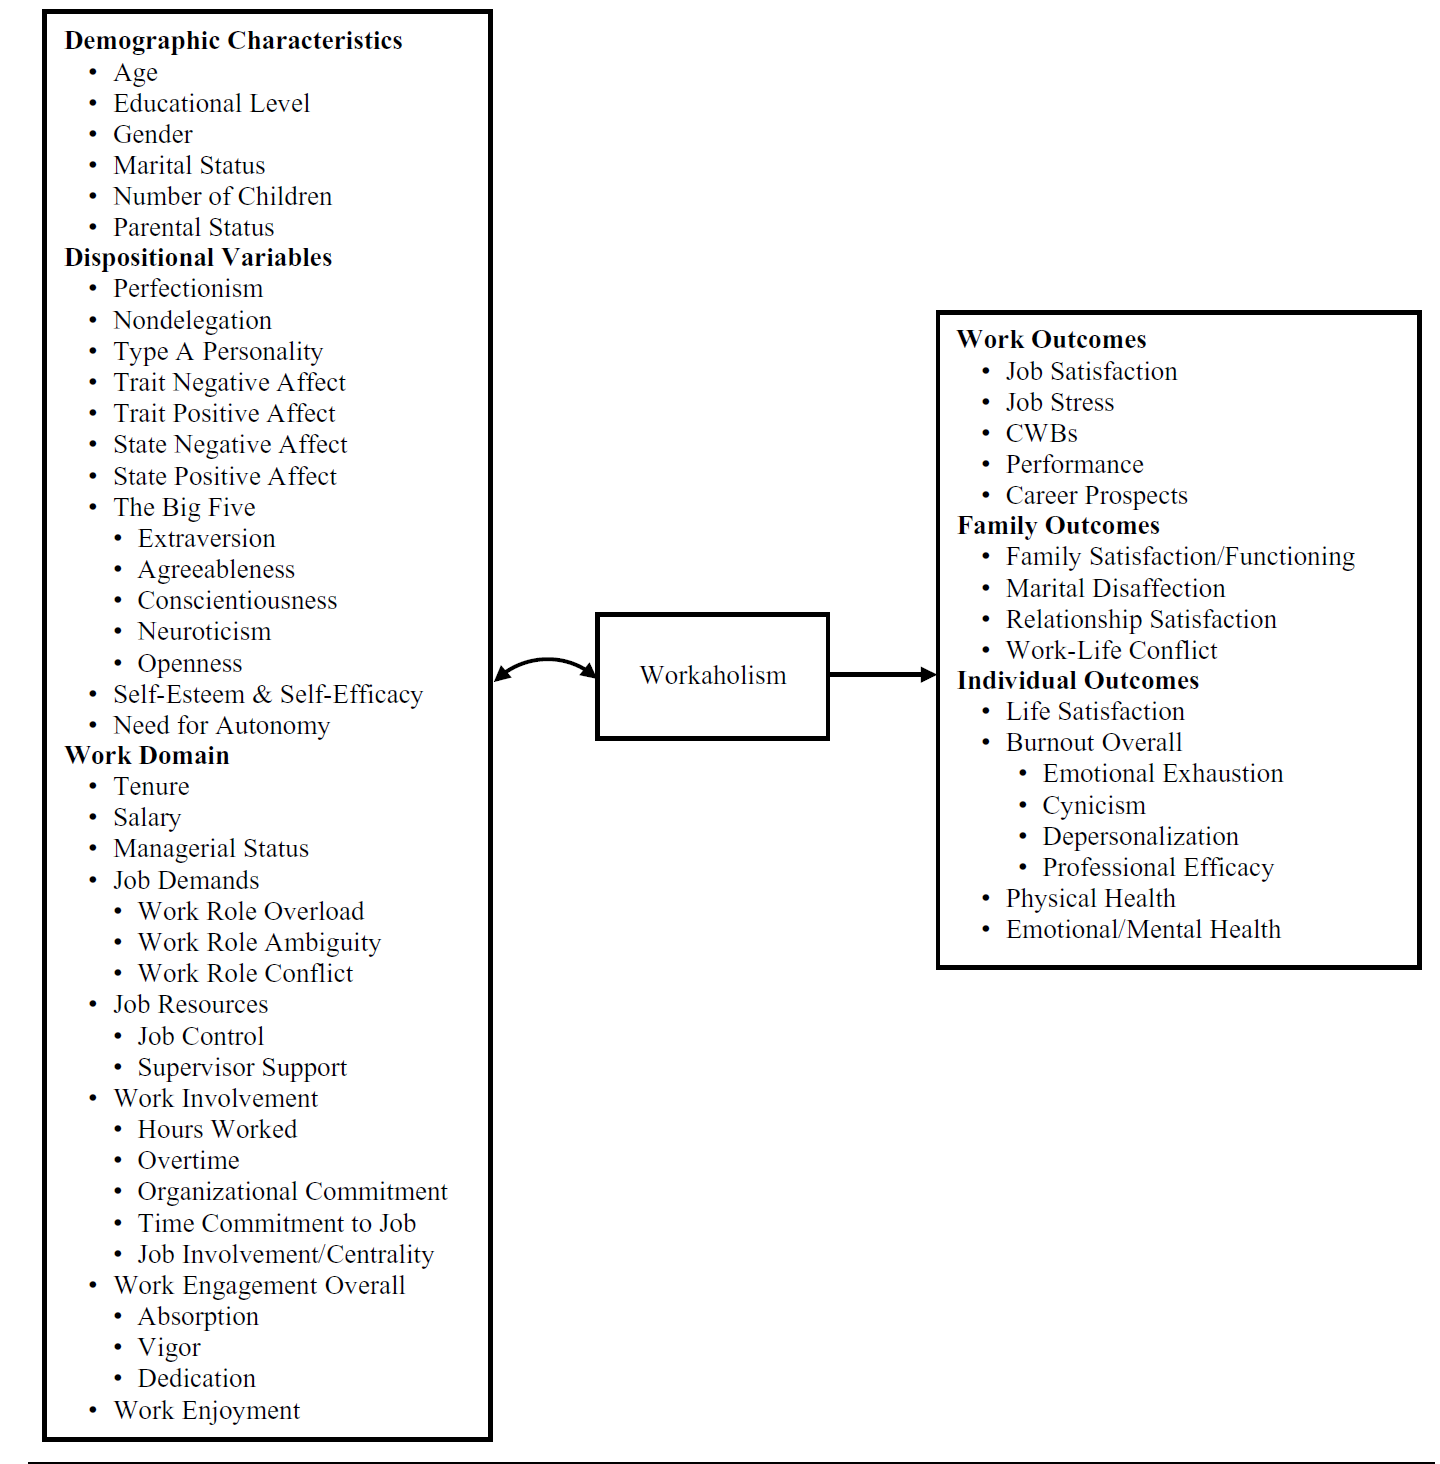 Demographic Characteristics
• Age
• Educational Level
• Gender
• Marital Status
• Number of Children
• Parental Status
Dispositional Variables
• Perfectionism
• Nondelegation
• Type A Personality
• Trait Negative Affect
• Trait Positive Affect
• State Negative Affect
• State Positive Affect
• The Big Five
• Extraversion
• Agreeableness
• Conscientiousness
• Neuroticism
• Openness
• Self-Esteem & Self-Efficacy
• Need for Autonomy
Work Domain
• Tenure
• Salary
• Managerial Status
• Job Demands
• Work Role Overload
• Work Role Ambiguity
• Work Role Conflict
• Job Resources
• Job Control
• Supervisor Support
• Work Involvement
• Hours Worked
• Overtime
• Organizational Commitment
• Time Commitment to Job
• Job Involvement/Centrality
• Work Engagement Overall
• Absorption
• Vigor
• Dedication
• Work Enjoyment
Workaholism
Work Outcomes
• Job Satisfaction
• Job Stress
• CWBs
• Performance
• Career Prospects
Family Outcomes
• Family Satisfaction/Functioning
• Marital Disaffection
• Relationship Satisfaction
• Work-Life Conflict
Individual Outcomes
• Life Satisfaction
• Burnout Overall
• Emotional Exhaustion
• Cynicism
• Depersonalization
• Professional Efficacy
• Physical Health
• Emotional/Mental Health